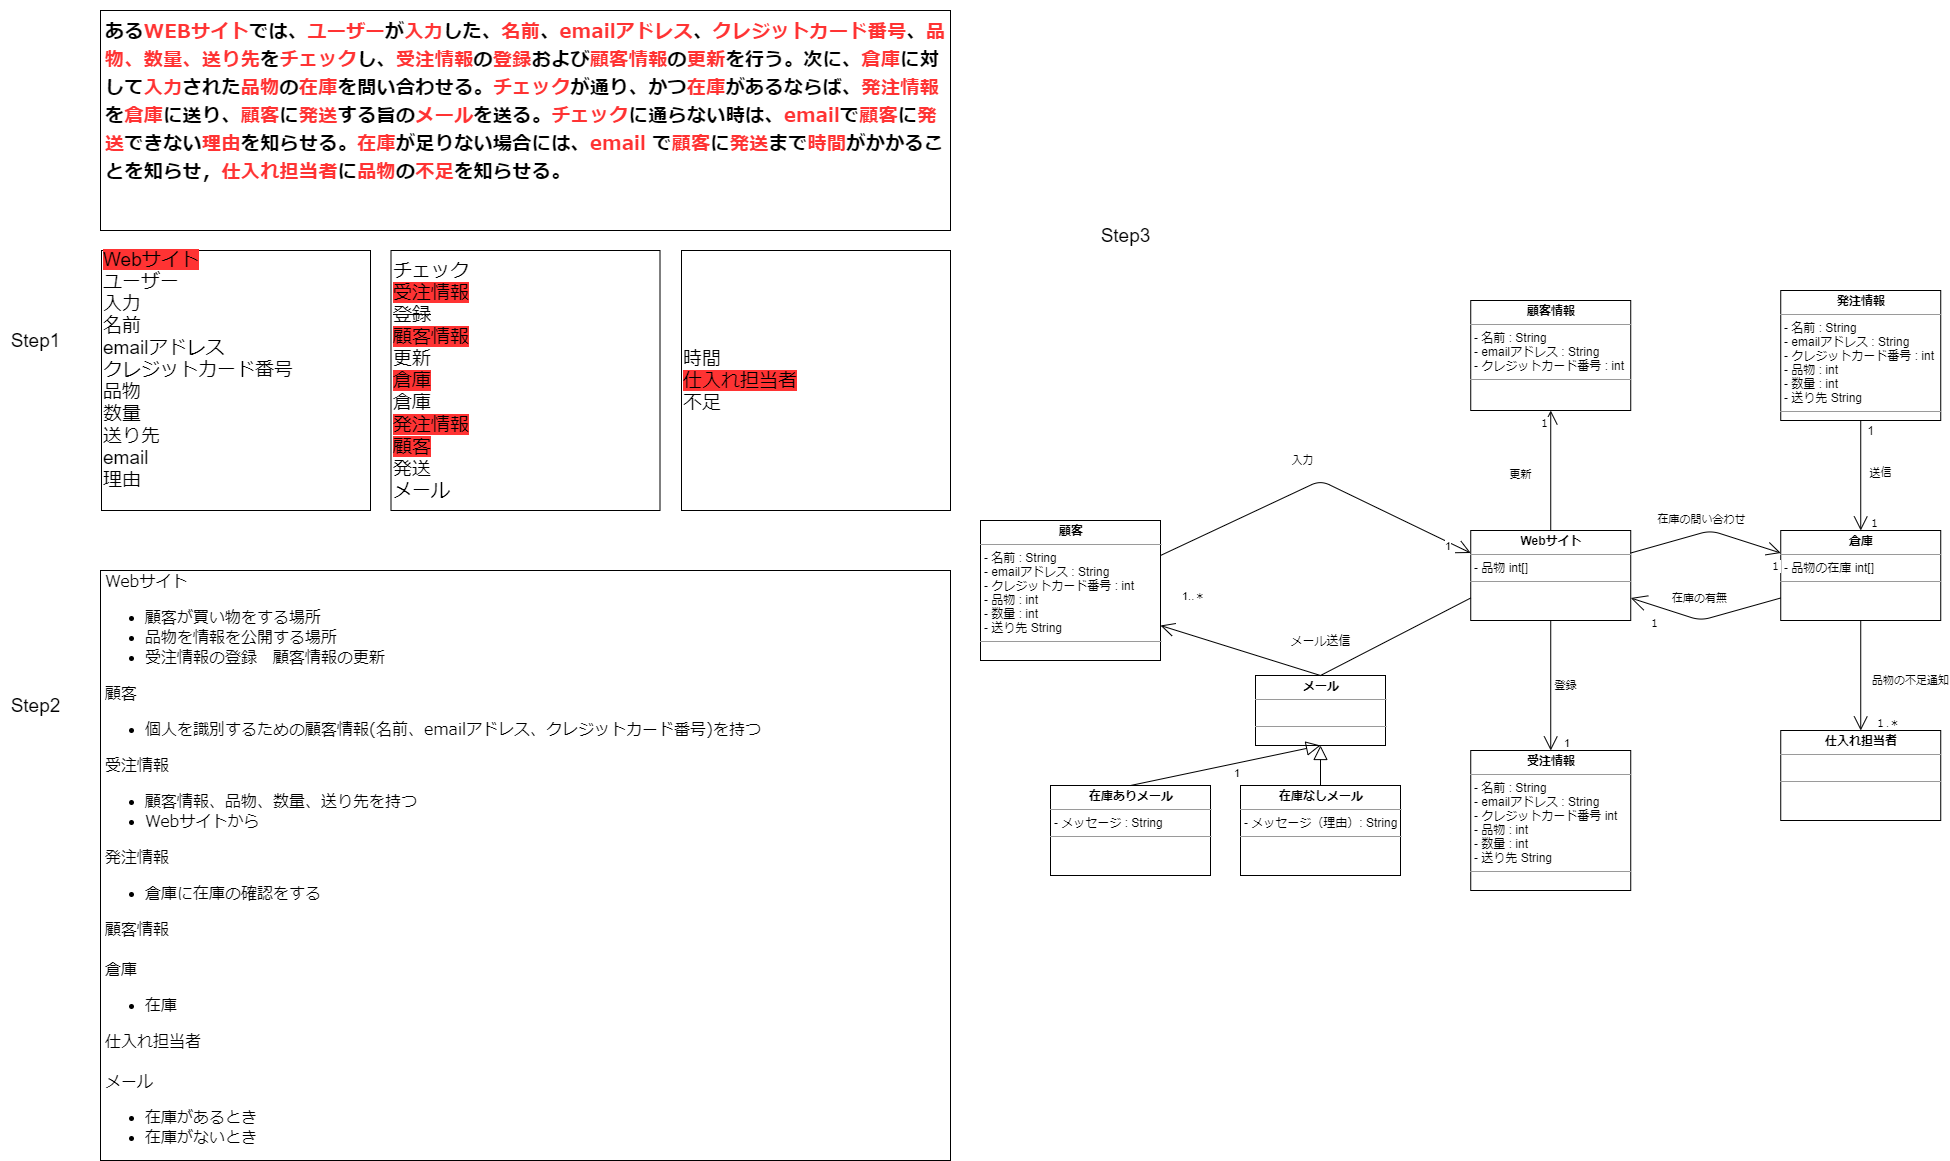 あるWEBサイトでは、ユーザーが入力した、名前、emailアドレス、クレジットカード番号、品
物、数量、送り先をチェックし、受注情報の登録および顧客情報の更新を行う。次に、倉庫に対
して入力された品物の在庫を問い合わせる。チェックが通り、かつ在庫があるならば、発注情報
を倉庫に送り、顧客に発送する旨のメールを送る。チェックに通らない時は、emailで顧客に発
送できない理由を知らせる。在庫が足りない場合には、email で顧客に発送まで時間がかかるこ
とを知らせ，仕入れ担当者に品物の不足を知らせる。
Step1
Webサイト
ユーザー
入力
名前
emailアドレス
クレジットカード番号
品物
数量
送り先
email
理由
チェック
受注情報
登録
顧客情報
更新
倉庫
倉庫
発注情報
顧客
発送
メール
時間
仕入れ担当者
不足
Step2
Webサイト
• 顧客が買い物をする場所
• 品物を情報を公開する場所
• 受注情報の登録　顧客情報の更新
顧客
• 個人を識別するための顧客情報(名前、emailアドレス、クレジットカード番号)を持つ
受注情報
• 顧客情報、品物、数量、送り先を持つ
• Webサイトから
発注情報
• 倉庫に在庫の確認をする
顧客情報
倉庫
• 在庫
仕入れ担当者
メール
• 在庫があるとき
• 在庫がないとき
Step3
顧客情報
- 名前 : String
- emailアドレス : String
- クレジットカード番号 : int
発注情報
- 名前 : String
- emailアドレス : String
- クレジットカード番号 : int
- 品物 : int
- 数量 : int
- 送り先 String
1
更新
1
送信
1
入力
1
顧客
- 名前 : String
- emailアドレス : String
- クレジットカード番号 : int
- 品物 : int
- 数量 : int
- 送り先 String
1..*
メール送信
Webサイト
- 品物 int[]
在庫の問い合わせ
1
在庫の有無
1
倉庫
- 品物の在庫 int[]
メール
1
在庫ありメール
- メッセージ : String
在庫なしメール
- メッセージ（理由）: String
登録
1
受注情報
- 名前 : String
- emailアドレス : String
- クレジットカード番号 int
- 品物 : int
- 数量 : int
- 送り先 String
品物の不足通知
1 . *
仕入れ担当者